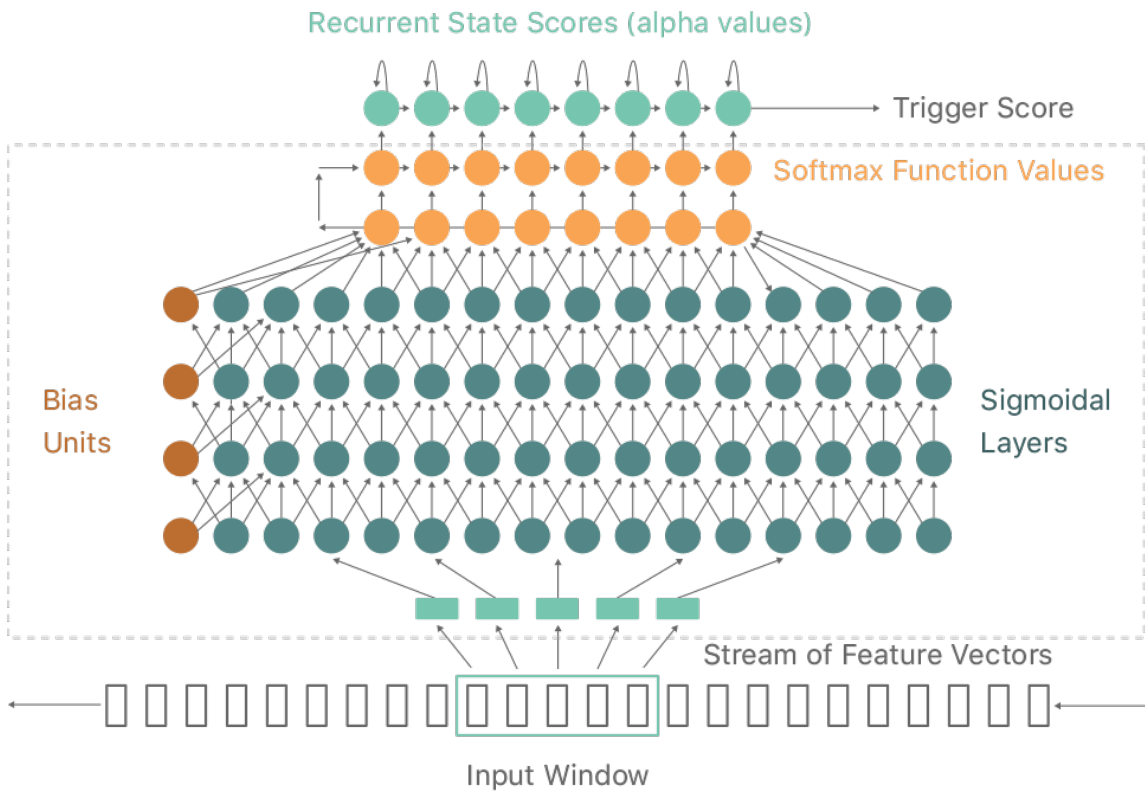 Recurrent State Scores (alpha values)
Trigger Score
Softmax Function Values
Bias
Units
Sigmoidal
Layers
Stream of Feature Vectors
Input Window